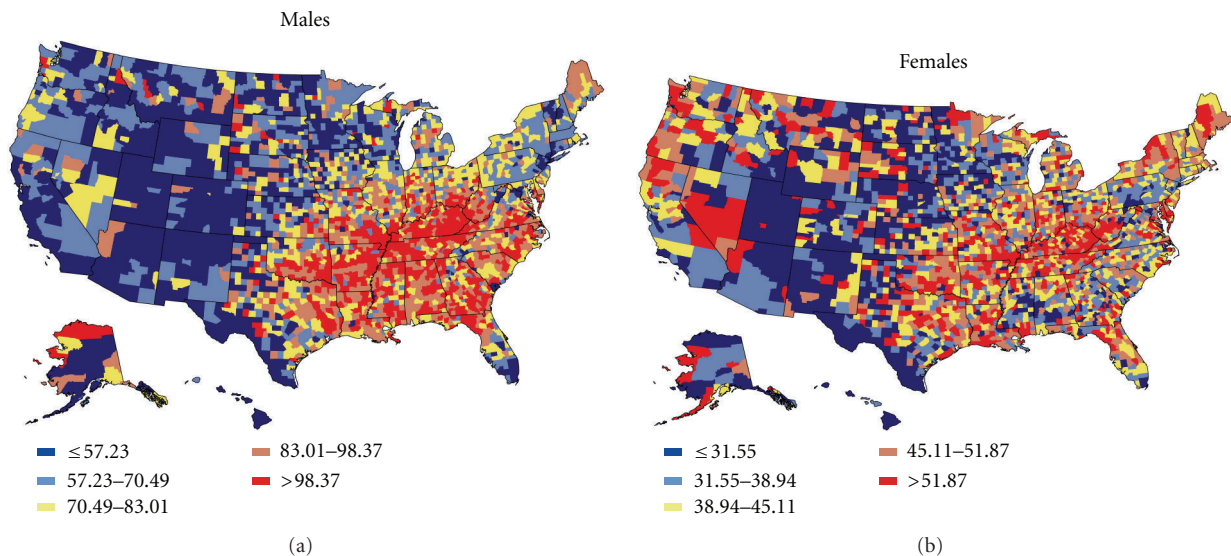 Males
≤57.23
57.23–70.49
70.49–83.01
83.01–98.37
>98.37
(a)
Females
≤31.55
31.55–38.94
38.94–45.11
45.11–51.87
>51.87
(b)